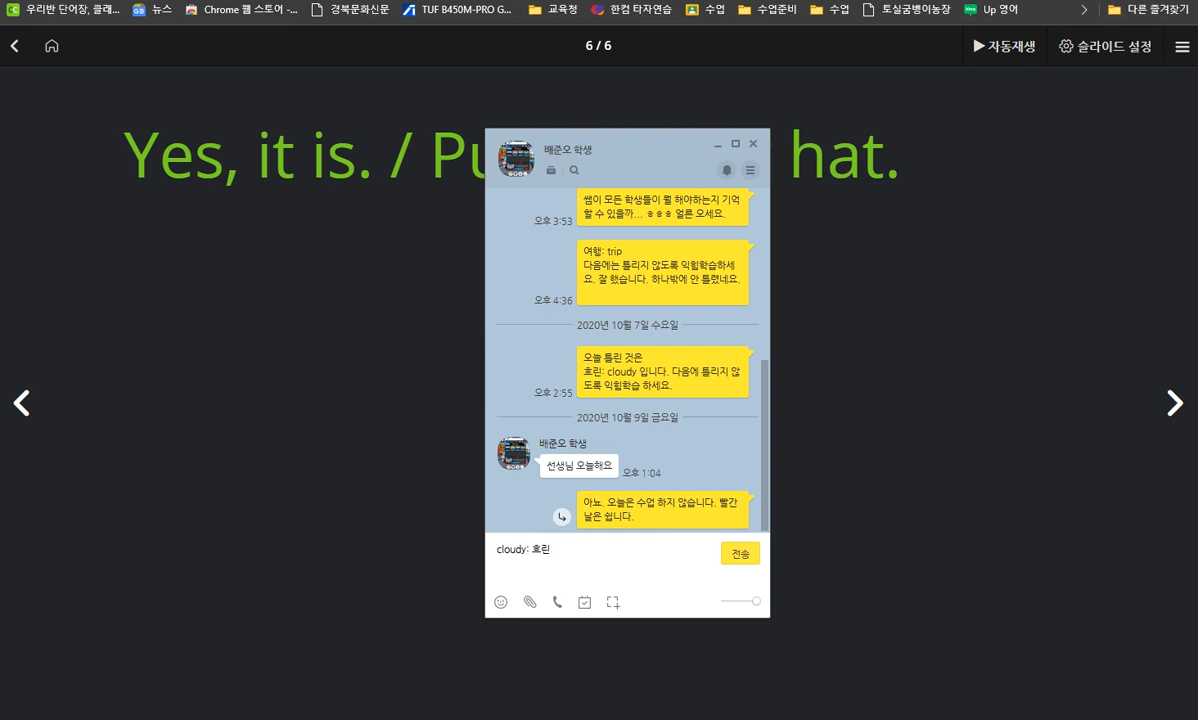 우리반 단어장, 클래... 뉴스 Chrome 웹 스토어 -... 경북문화신문 TUF B450M-PRO G... 교육청 한컴 타자연습 수업 수업준비 수업 토실굼벵이농장 Up 영어 다른 즐겨찾기
6 / 6 ▶자동재생 슬라이드 설정
Yes, it is. / Pu hat.
배준오 학생
쌤이 모든 학생들이 뭘 해야하는지 기억
할 수 있을까... ㅎㅎㅎ 얼른 오세요.
오후 3:53
여행: trip
다음에는 틀리지 않도록 익힘학습하세
요. 잘 했습니다. 하나밖에 안 틀렸네요.
오후 4:36
2020년 10월 7일 수요일
오늘 틀린 것은
흐린: cloudy 입니다. 다음에 틀리지 않
도록 익힘학습 하세요.
오후 2:55
2020년 10월 9일 금요일
배준오 학생
선생님 오늘해요 오후 1:04
아뇨. 오늘은 수업 하지 않습니다. 빨간
날은 쉽니다.
cloudy: 흐린 전송